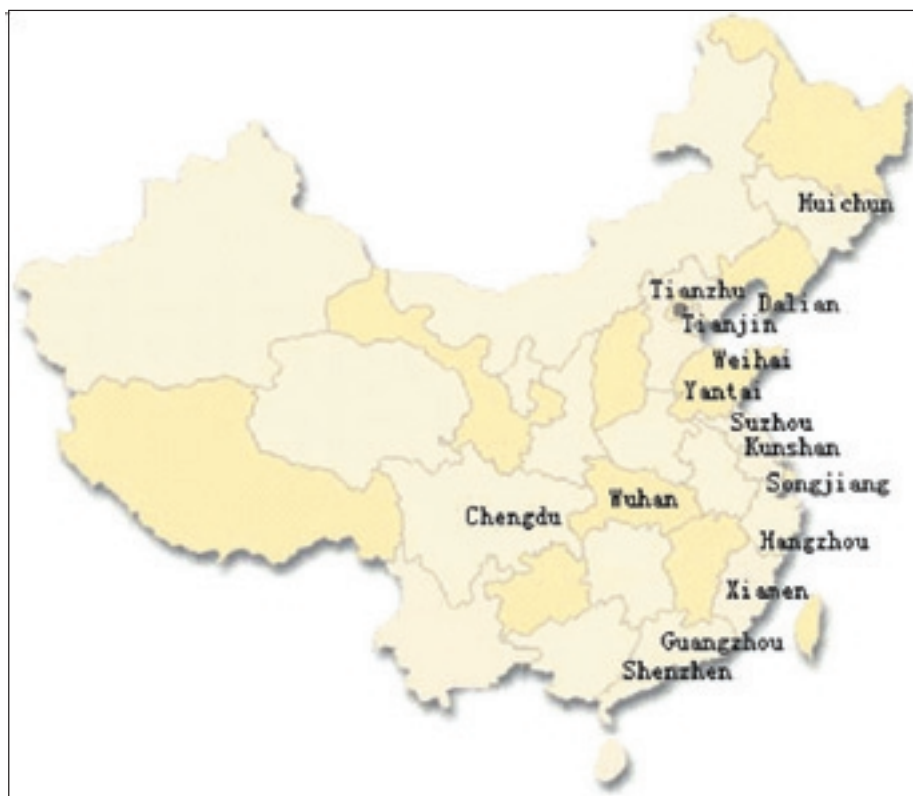 Huichun
Tianzhu
Dalian
Tianjin
Weihai
Yantai
Suzhou
Kunshan
Songjiang
Wuhan
Chengdu
Hangzhou
Xiamen
Guangzhou
Shenzhen